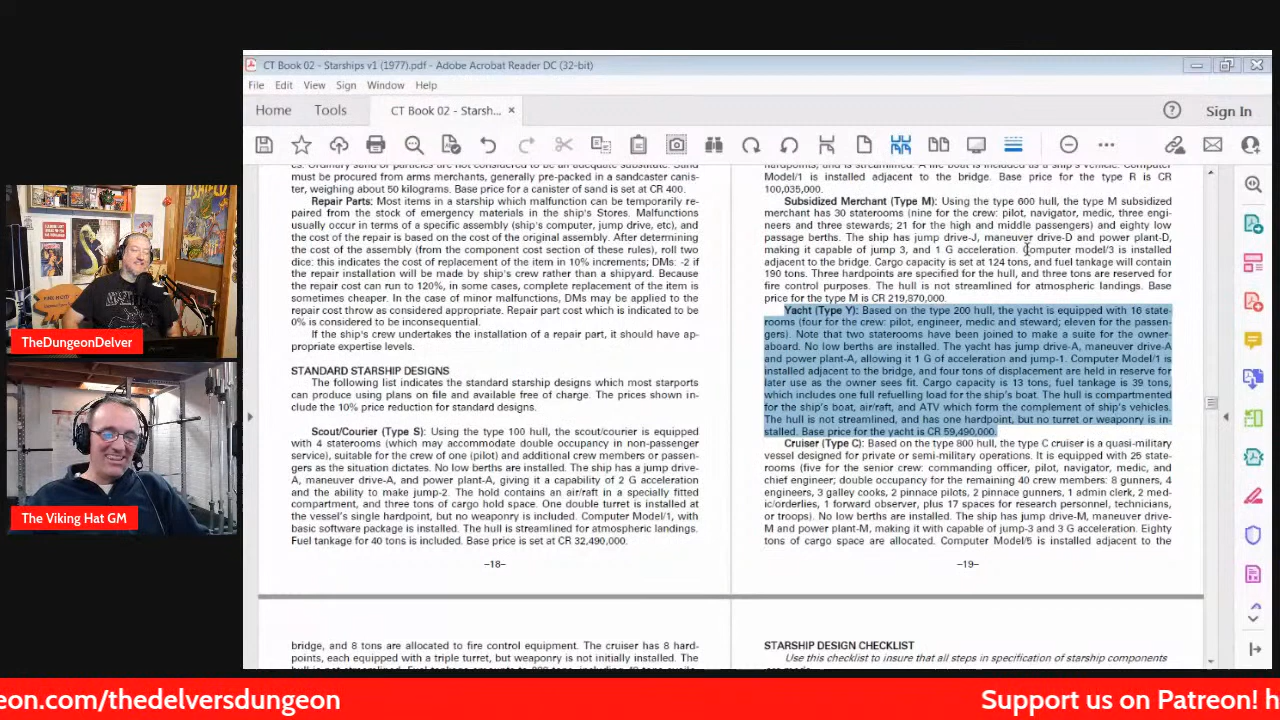 CT Book 02 - Starships v1 (1977).pdf - Adobe Acrobat Reader DC (32-bit)
File Edit View Sign Window Help
Home Tools CT Book 02 - Starsh... × Sign In
must be procured from arms merchants, generally pre-packed in a sandcaster canis-
ter, weighing about 50 kilograms. Base price for a canister of sand is set at CR 400.
Repair Parts: Most items in a starship which malfunction can be temporarily re-
paired from the stock of emergency materials in the ship's Stores. Malfunctions
usually occur in terms of a specific assembly (ship's computer, jump drive, etc), and
the cost of the repair is based on the cost of the original assembly. After determining
the cost of the assembly (from the component cost section of these rules), roll two
dice; this indicates the cost of replacement of the item in 10% increments; DMs: -2 if
the repair installation will be made by ship's crew rather than a shipyard. Because
the repair cost can run to 120%, in some cases, complete replacement of the item is
sometimes cheaper. In the case of minor malfunctions, DMs may be applied to the
repair cost throw as considered appropriate. Repair part cost which is indicated to be
0% is considered to be inconsequential.
If the ship's crew undertakes the installation of a repair part, it should have ap-
propriate expertise levels.
STANDARD STARSHIP DESIGNS
The following list indicates the standard starship designs which most starports
can produce using plans on file and available free of charge. The prices shown in-
clude the 10% price reduction for standard designs.
Scout/Courier (Type S): Using the type 100 hull, the scout/courier is equipped
with 4 staterooms (which may accommodate double occupancy in non-passenger
service), suitable for the crew of one (pilot) and additional crew members or passen-
gers as the situation dictates. No low berths are installed. The ship has a jump drive-
A, maneuver drive-A, and power plant-A, giving it a capability of 2 G acceleration
and the ability to make jump-2. The hold contains an air/raft in a specially fitted
compartment, and three tons of cargo hold space. One double turret is installed at
the vessel's single hardpoint, but no weaponry is included. Computer Model/1, with
basic software package is installed. The hull is streamlined for atmospheric landings.
Fuel tankage for 40 tons is included. Base price is set at CR 32,490,000.
–18–
Model/1 is installed adjacent to the bridge. Base price for the type R is CR
100,035,000.
Subsidized Merchant (Type M): Using the type 600 hull, the type M subsidized
merchant has 30 staterooms (nine for the crew: pilot, navigator, medic, three engi-
neers and three stewards; 21 for the high and middle passengers) and eighty low
passage berths. The ship has jump drive-J, maneuver drive-D and power plant-D,
making it capable of jump 3, and 1 G acceleration. Computer model/3 is installed
adjacent to the bridge. Cargo capacity is set at 124 tons, and fuel tankage will contain
190 tons. Three hardpoints are specified for the hull, and three tons are reserved for
fire control purposes. The hull is not streamlined for atmospheric landings. Base
price for the type M is CR 219,870,000.
Yacht (Type Y): Based on the type 200 hull, the yacht is equipped with 16 state-
rooms (four for the crew: pilot, engineer, medic and steward; eleven for the passen-
gers). Note that two staterooms have been joined to make a suite for the owner-
aboard. No low berths are installed. The yacht has jump drive-A, maneuver drive-A
and power plant-A, allowing it 1 G of acceleration and jump-1. Computer Model/1 is
installed adjacent to the bridge, and four tons of displacement are held in reserve for
later use as the owner sees fit. Cargo capacity is 13 tons, fuel tankage is 39 tons,
which includes one full refuelling load for the ship's boat. The hull is compartmented
for the ship's boat, air/raft, and ATV which form the complement of ship's vehicles.
The hull is not streamlined, and has one hardpoint, but no turret or weaponry is in-
stalled. Base price for the yacht is CR 59,490,000.
Cruiser (Type C): Based on the type 800 hull, the type C cruiser is a quasi-military
vessel designed for private or semi-military operations. It is equipped with 25 state-
rooms (five for the senior crew: commanding officer, pilot, navigator, medic, and
chief engineer; double occupancy for the remaining 40 crew members: 8 gunners, 4
engineers, 3 galley cooks, 2 pinnace pilots, 2 pinnace gunners, 1 admin clerk, 2 med-
ic/orderlies, 1 forward observer, plus 17 spaces for research personnel, technicians,
or troops). No low berths are installed. The ship has jump drive-M, maneuver drive-
M and power plant-M, making it with capable of jump-3 and 3 G acceleration. Eighty
tons of cargo space are allocated. Computer Model/5 is installed adjacent to the
–19–
bridge, and 8 tons are allocated to fire control equipment. The cruiser has 8 hard-
points, each equipped with a triple turret, but weaponry is not initially installed. The
STARSHIP DESIGN CHECKLIST
Use this checklist to insure that all steps in specification of starship components
TheDungeonDelver
The Viking Hat GM
eon.com/thedelversdungeon Support us on Patreon! h